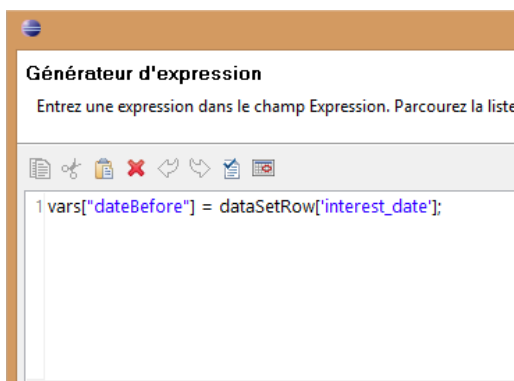 Générateur d'expression
Entrez une expression dans le champ Expression. Parcourez la liste
1 vars["dateBefore"] = dataSetRow['interest_date'];